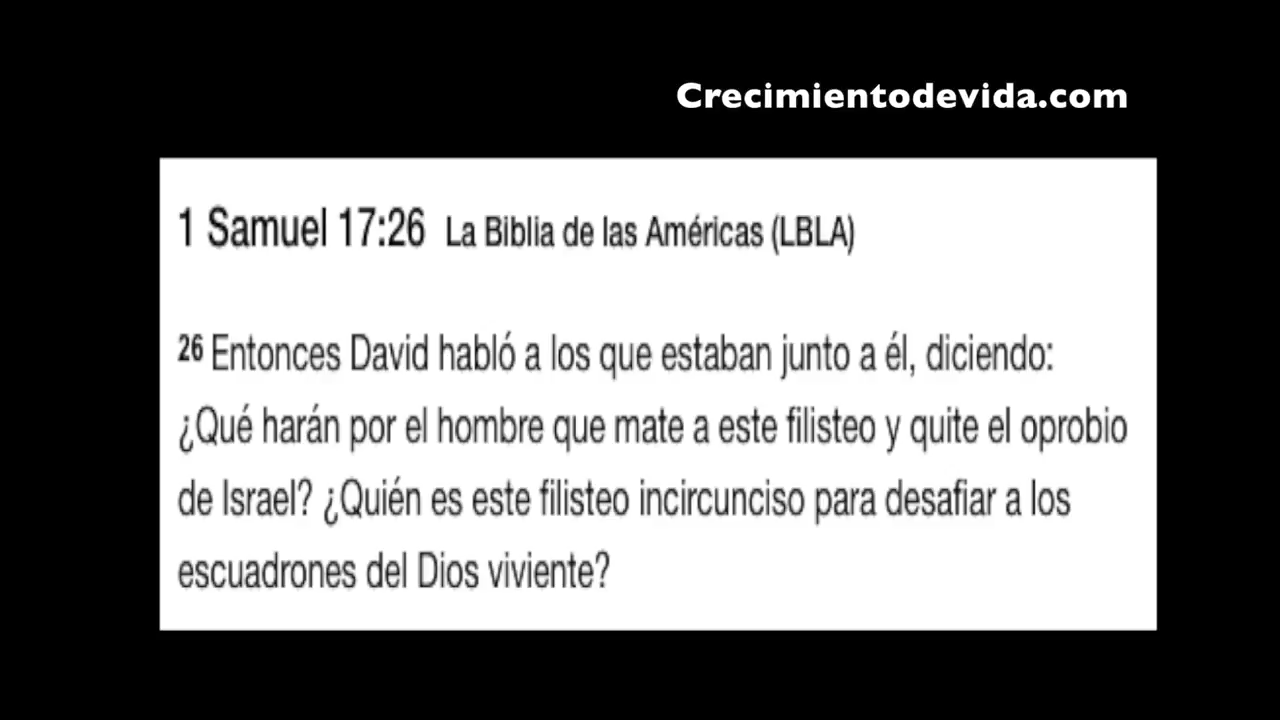 Crecimientodevida.com
1 Samuel 17:26 La Biblia de las Américas (LBLA)
26 Entonces David habló a los que estaban junto a él, diciendo:
¿Qué harán por el hombre que mate a este filisteo y quite el oprobio
de Israel? ¿Quién es este filisteo incircunciso para desafiar a los
escuadrones del Dios viviente?